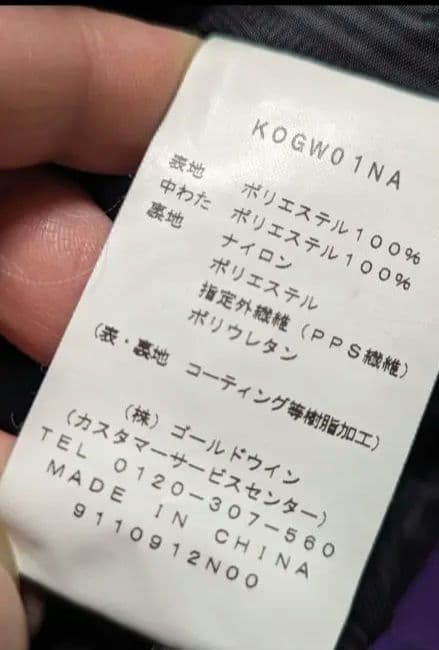 KOGW01NA
表地 ポリエステル100%
中わた ポリエステル100%
裏地 ナイロン
ポリエステル
指定外繊維(PPS繊維)
ポリウレタン
(表・裏地 コーティング等樹脂加工)
(株)ゴールドウイン
(カスタマーサービスセンター)
TEL 0120-307-560
MADE IN CHINA
9110912N00